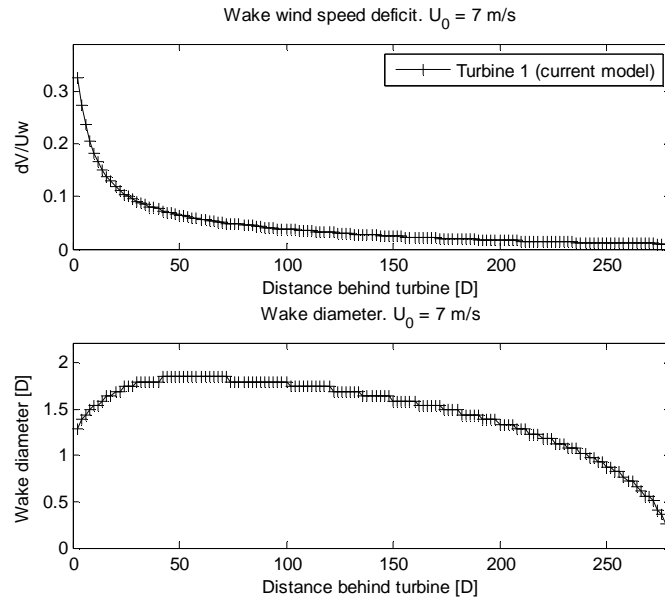 Wake wind speed deficit. U_0 = 7 m/s
Turbine 1 (current model)
dV/Uw
0.3
0.2
0.1
0
0 50 100 150 200 250
Distance behind turbine [D]
Wake diameter. U_0 = 7 m/s
Wake diameter [D]
2
1.5
1
0.5
0
0 50 100 150 200 250
Distance behind turbine [D]